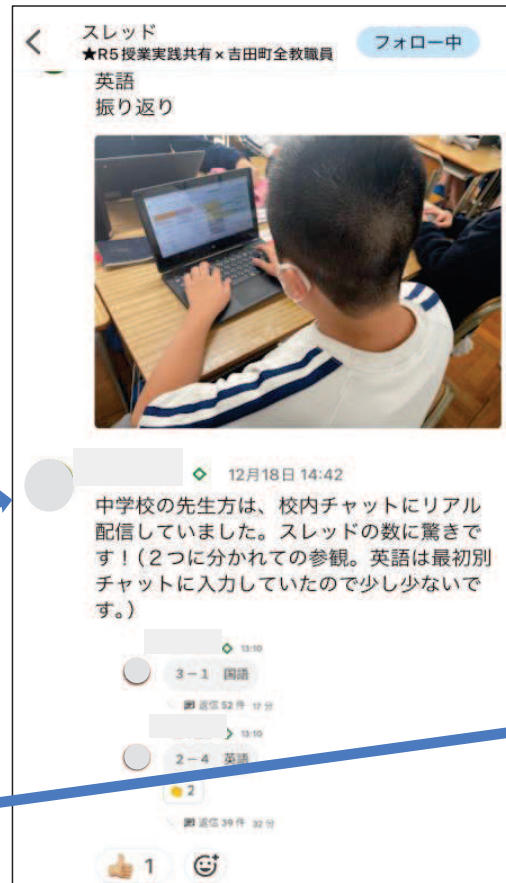 スレッド
★R5授業実践共有×吉田町全教職員
フォロー中
英語
振り返り
12月18日 14:42
中学校の先生方は、校内チャットにリアル
配信していました。スレッドの数に驚きで
す!(2つに分かれての参観。英語は最初別
チャットに入力していたので少し少ないで
す。)
13:10
3-1 国語
返信 52 件 17 分
13:10
2-4 英語
2
返信 39 件 32 分
1